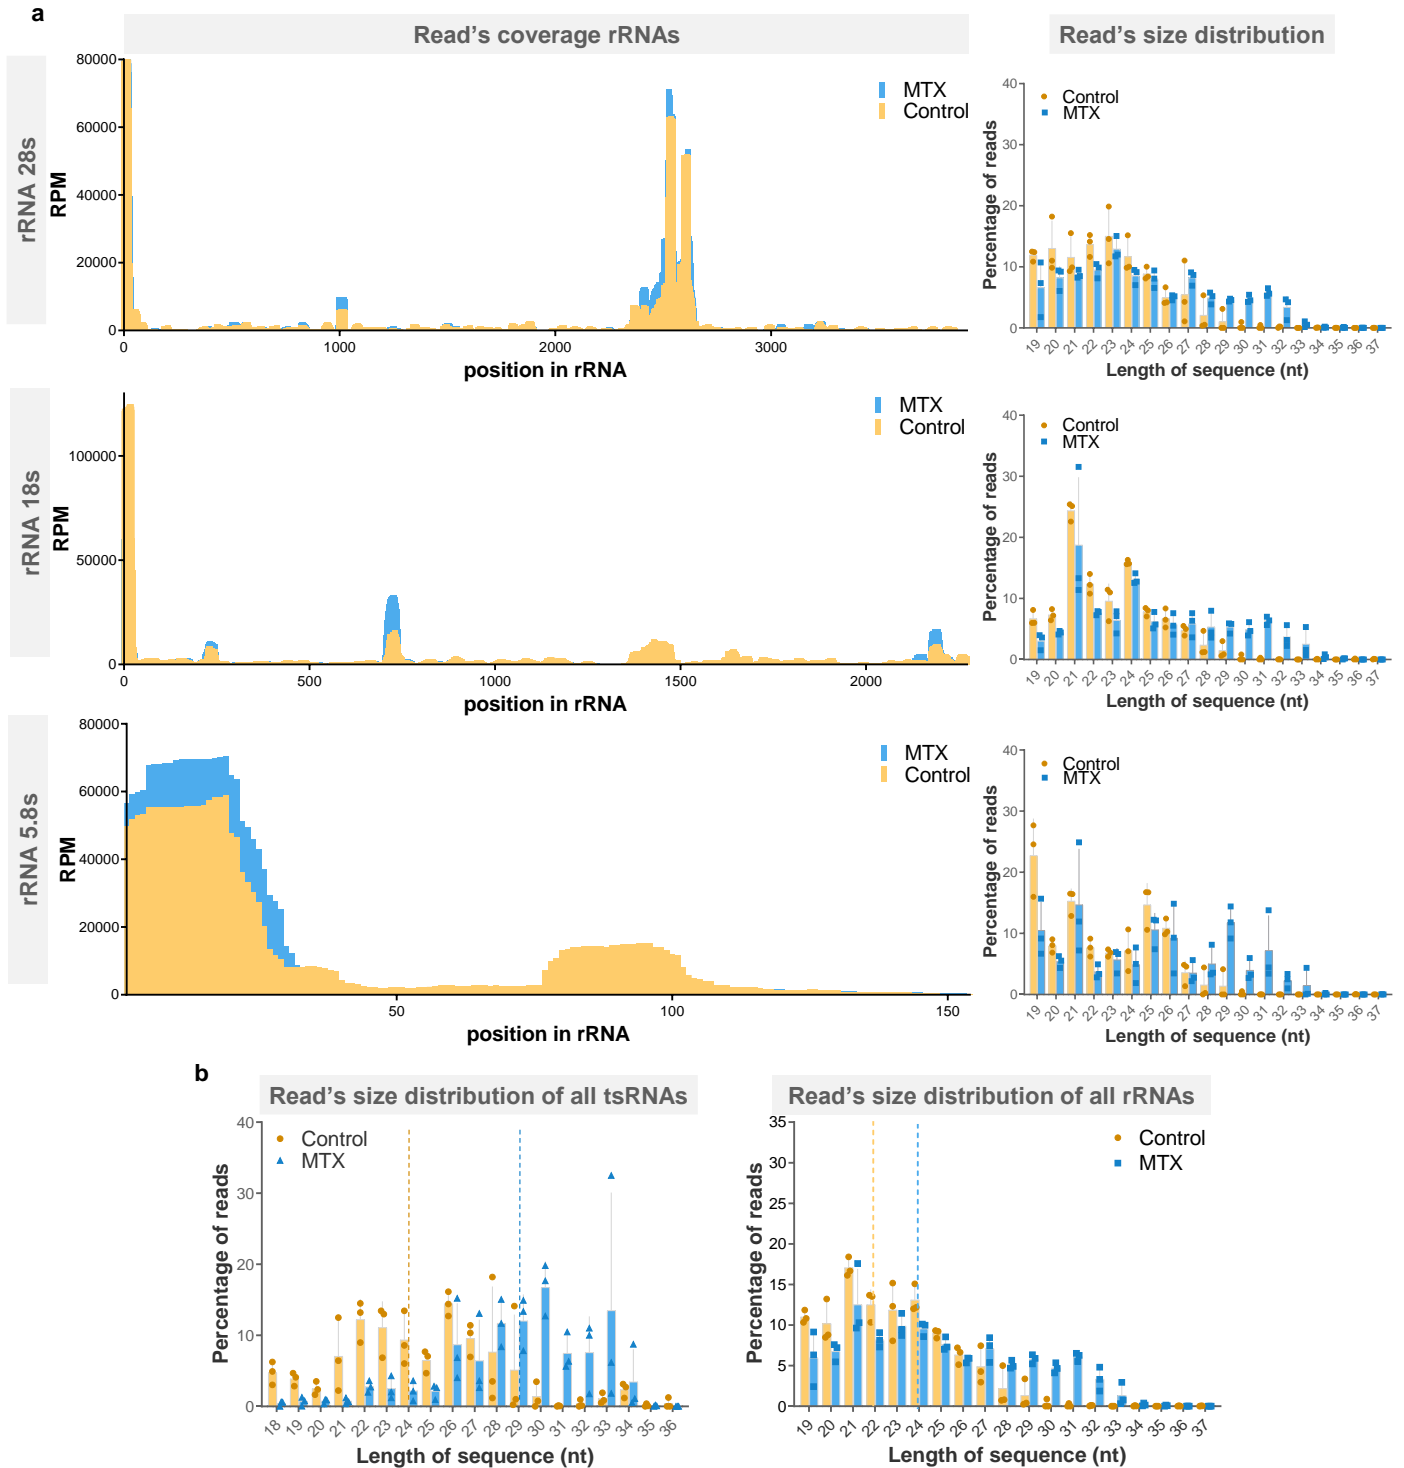 a
Read's coverage rRNAs
Read's size distribution
rRNA 28s
RPM
80000
60000
40000
20000
0
0
1000
2000
3000
position in rRNA
MTX
Control
Percentage of reads
40
30
20
10
0
Control
MTX
19 20 21 22 23 24 25 26 27 28 29 30 31 32 33 34 35 36 37
Length of sequence (nt)
rRNA 18s
RPM
100000
50000
0
0
500
1000
1500
2000
position in rRNA
MTX
Control
Percentage of reads
40
30
20
10
0
Control
MTX
19 20 21 22 23 24 25 26 27 28 29 30 31 32 33 34 35 36 37
Length of sequence (nt)
rRNA 5.8s
RPM
80000
60000
40000
20000
0
50
100
150
position in rRNA
MTX
Control
Percentage of reads
40
30
20
10
0
Control
MTX
19 20 21 22 23 24 25 26 27 28 29 30 31 32 33 34 35 36 37
Length of sequence (nt)
b
Read's size distribution of all tsRNAs
Percentage of reads
40
30
20
10
0
Control
MTX
18 19 20 21 22 23 24 25 26 27 28 29 30 31 32 33 34 35 36
Length of sequence (nt)
Read's size distribution of all rRNAs
Percentage of reads
35
30
25
20
15
10
5
0
Control
MTX
19 20 21 22 23 24 25 26 27 28 29 30 31 32 33 34 35 36 37
Length of sequence (nt)